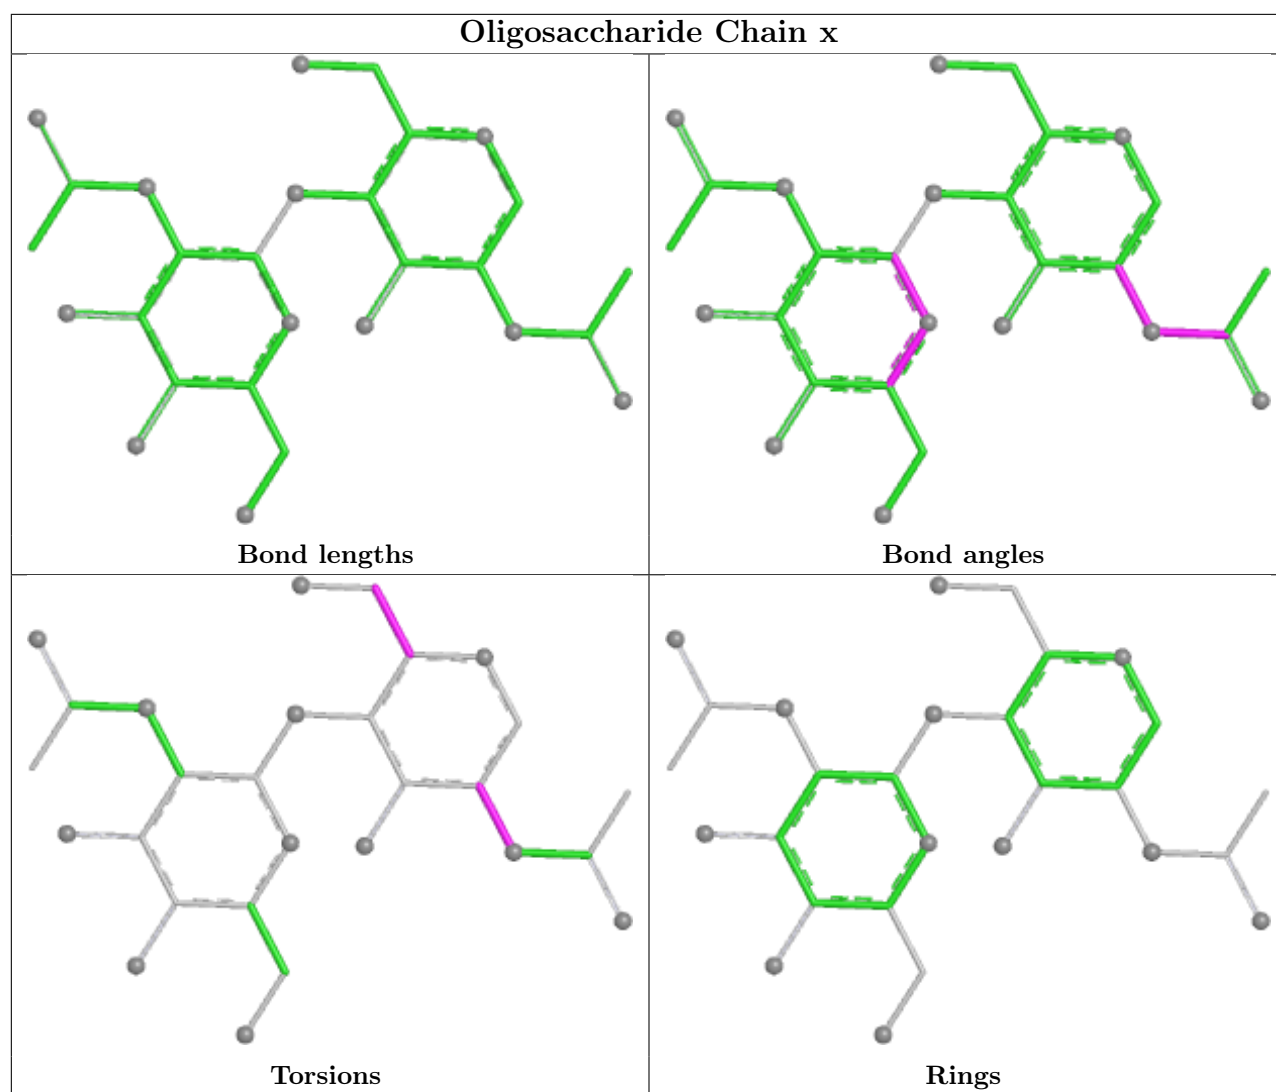 Oligosaccharide Chain x
Bond lengths
Bond angles
Torsions
Rings